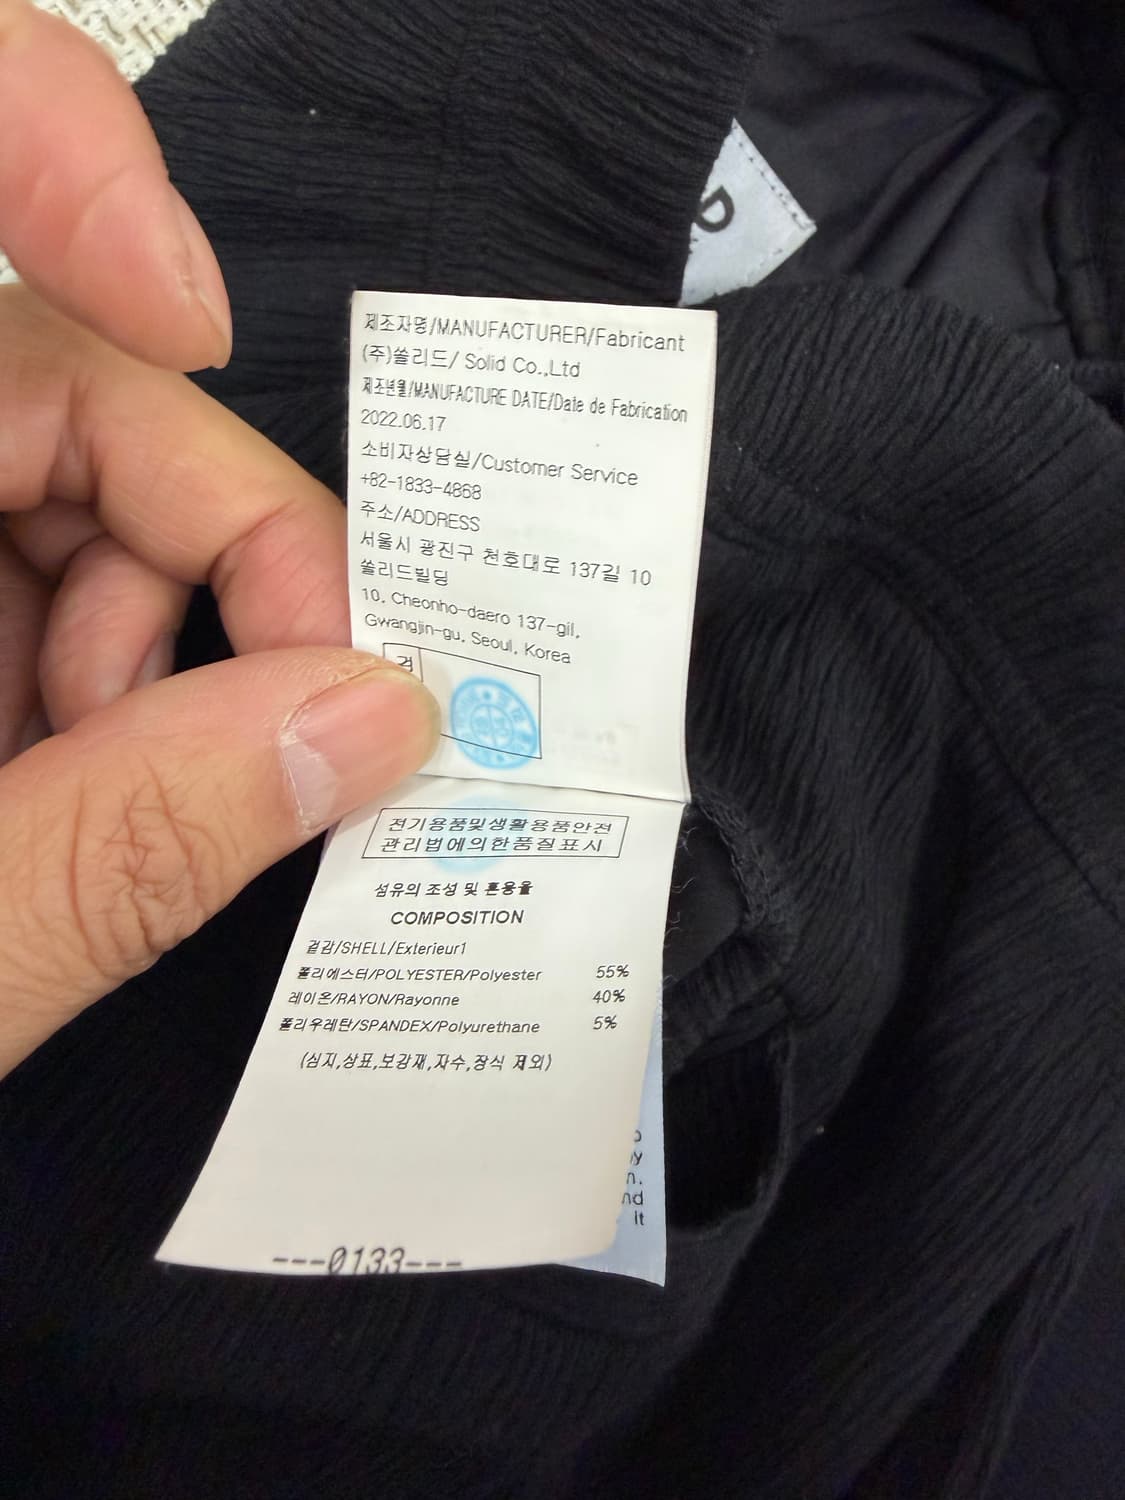 제조자명/MANUFACTURER/Fabricant
(주)쏠리드/ Solid Co.,Ltd
제조년월/MANUFACTURE DATE/Date de Fabrication
2022.06.17
소비자상담실/Customer Service
+82-1833-4868
주소/ADDRESS
서울시 광진구 천호대로 137길 10
쏠리드빌딩
10, Cheonho-daero 137-gil,
Gwangjin-gu, Seoul, Korea
검
전기용품및생활용품안전
관리법에의한품질표시
섬유의 조성 및 혼용율
COMPOSITION
겉감/SHELL/Exterieur1
폴리에스터/POLYESTER/Polyester 55%
레이온/RAYON/Rayonne 40%
폴리우레탄/SPANDEX/Polyurethane 5%
(심지,상표,보강재,자수,장식 제외)
it
---0133---